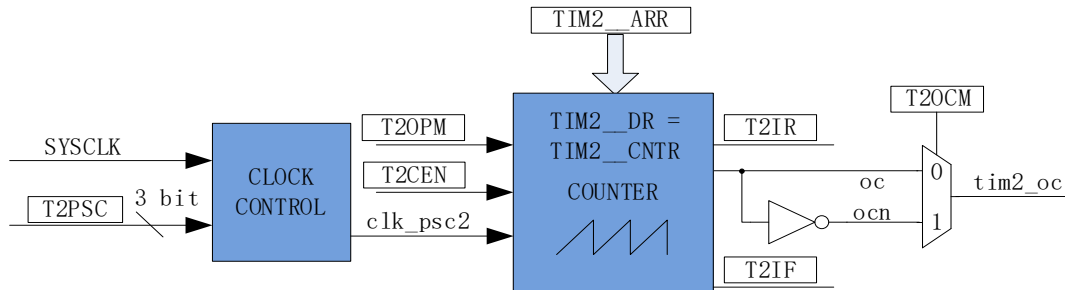 TIM2__ARR
T2OCM
T2OPM
TIM2__DR =
TIM2__CNTR
T2IR
SYSCLK
CLOCK
CONTROL
T2CEN
COUNTER
oc
0
tim2_oc
T2PSC
3 bit
clk_psc2
ocn
1
T2IF